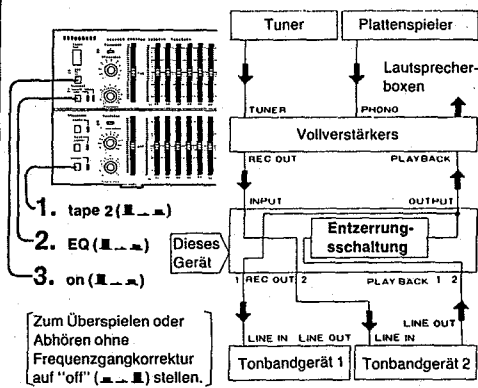 Tuner
Plattenspieler
Lautsprecher-
boxen
TUNER
PHONO
Vollverstärkers
REC OUT
PLAYBACK
INPUT
OUTPUT
Entzerrungs-
schaltung
Dieses
Gerät
1 REC OUT 2
PLAYBACK 1 2
LINE IN LINE OUT
LINE OUT
LINE IN
Tonbandgerät 1
Tonbandgerät 2
1. tape 2
2. EQ
3. on
Zum Überspielen oder
Abhören ohne
Frequenzgangkorrektur
auf "off" stellen.